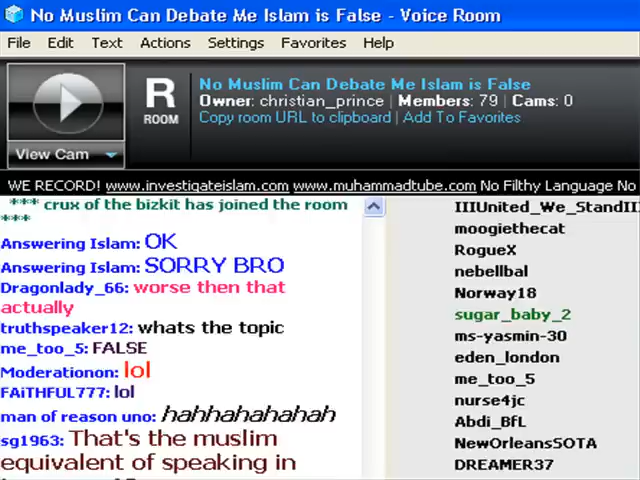 No Muslim Can Debate Me Islam is False - Voice Room
File Edit Text Actions Settings Favorites Help
No Muslim Can Debate Me Islam is False
R
ROOM
Owner: christian_prince | Members: 79 | Cams: 0
Copy room URL to clipboard | Add To Favorites
View Cam
WE RECORD! www.investigateislam.com www.muhammadtube.com No Filthy Language No
*** crux of the bizkit has joined the room
***
Answering Islam: OK
Answering Islam: SORRY BRO
Dragonlady_66: worse then that
actually
truthspeaker12: whats the topic
me_too_5: FALSE
Moderationon: lol
FAiTHFUL777: lol
man of reason uno: hahhahahahah
sg1963: That's the muslim
equivalent of speaking in
IIIUnited_We_StandII
moogiethecat
RogueX
nebellbal
Norway18
sugar_baby_2
ms-yasmin-30
eden_london
me_too_5
nurse4jc
Abdi_BfL
NewOrleansSOTA
DREAMER37